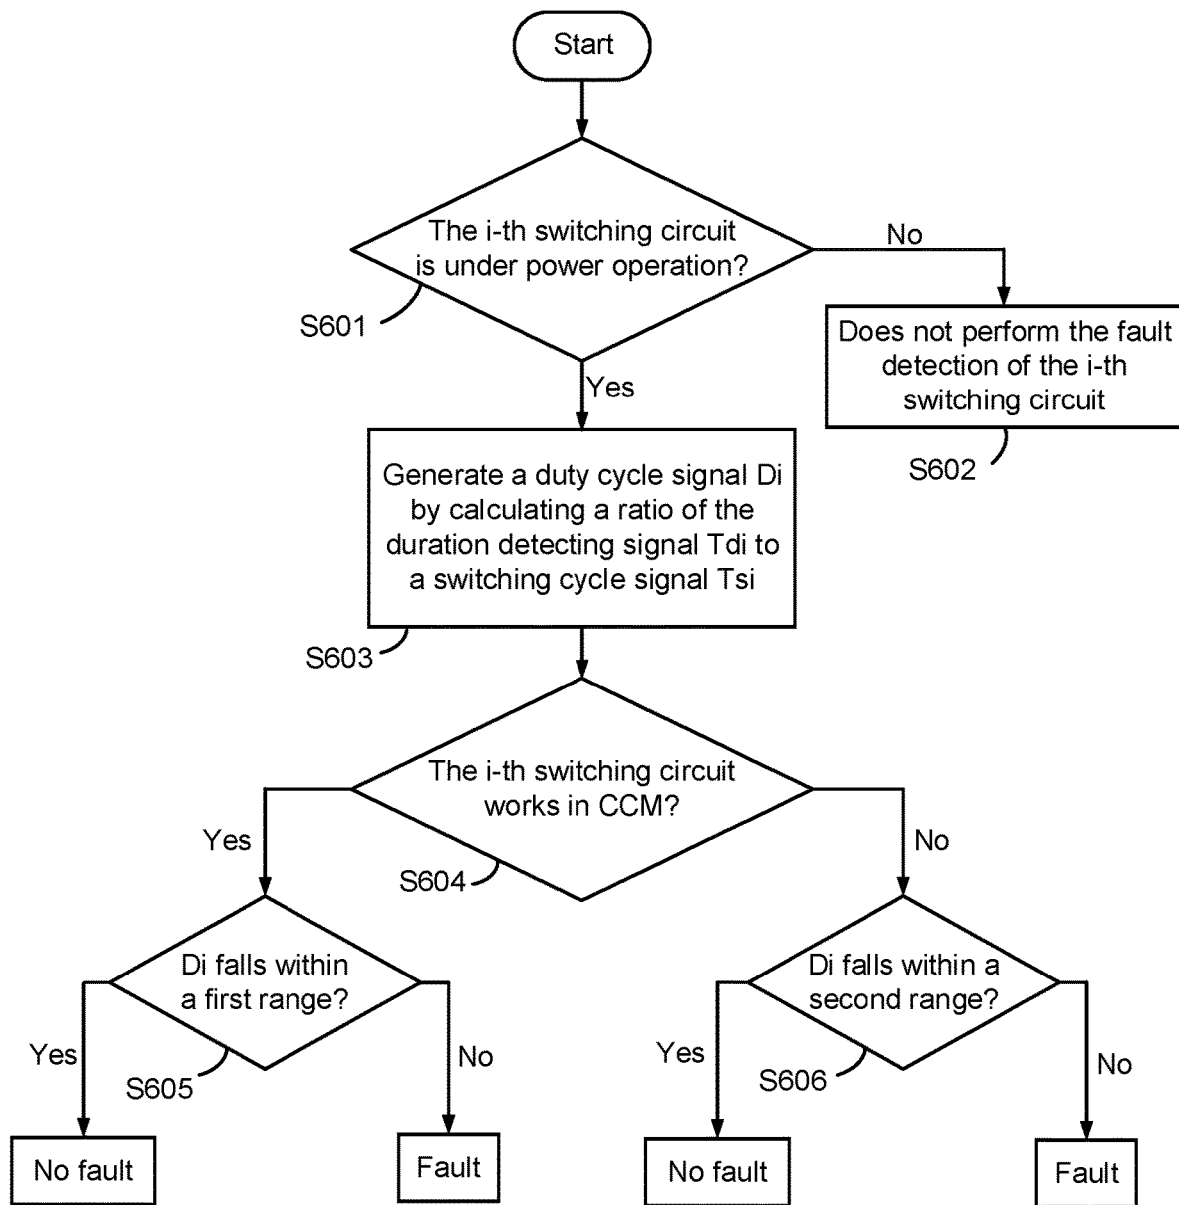 Start
The i-th switching circuit
is under power operation?
No
S601
Does not perform the fault
detection of the i-th
switching circuit
Yes
S602
Generate a duty cycle signal Di
by calculating a ratio of the
duration detecting signal Tdi to
a switching cycle signal Tsi
S603
The i-th switching circuit
works in CCM?
Yes
No
S604
Di falls within
a first range?
Di falls within a
second range?
Yes
No
Yes
No
S605
S606
No fault
Fault
No fault
Fault